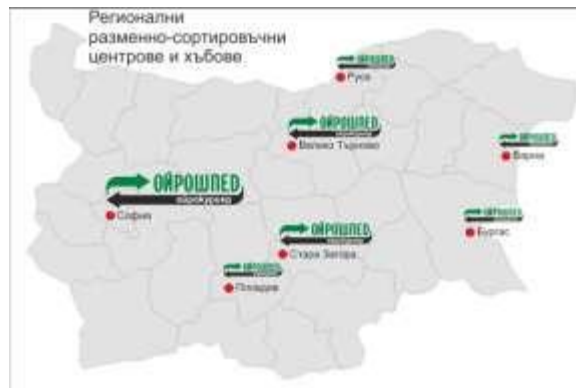 Регионални
разменно-сортировъчни
центрове и хъбове
ОЙРОШПЕД
Русе
ОЙРОШПЕД
Велико Търново
ОЙРОШПЕД
Варна
ОЙРОШПЕД
София
ОЙРОШПЕД
Бургас
ОЙРОШПЕД
Стара Загора
ОЙРОШПЕД
Пловдив